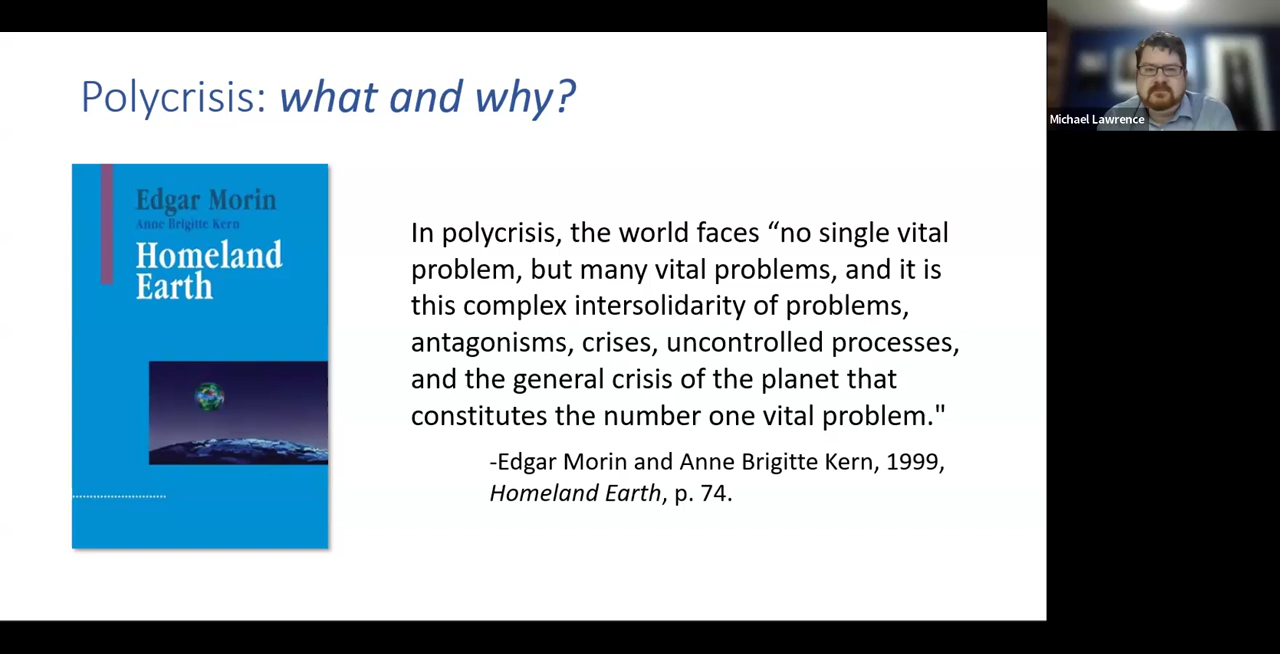 Polycrisis: what and why?
Edgar Morin
Anne Brigitte Kern
Homeland
Earth
In polycrisis, the world faces “no single vital
problem, but many vital problems, and it is
this complex intersolidarity of problems,
antagonisms, crises, uncontrolled processes,
and the general crisis of the planet that
constitutes the number one vital problem."
-Edgar Morin and Anne Brigitte Kern, 1999,
Homeland Earth, p. 74.
Michael Lawrence